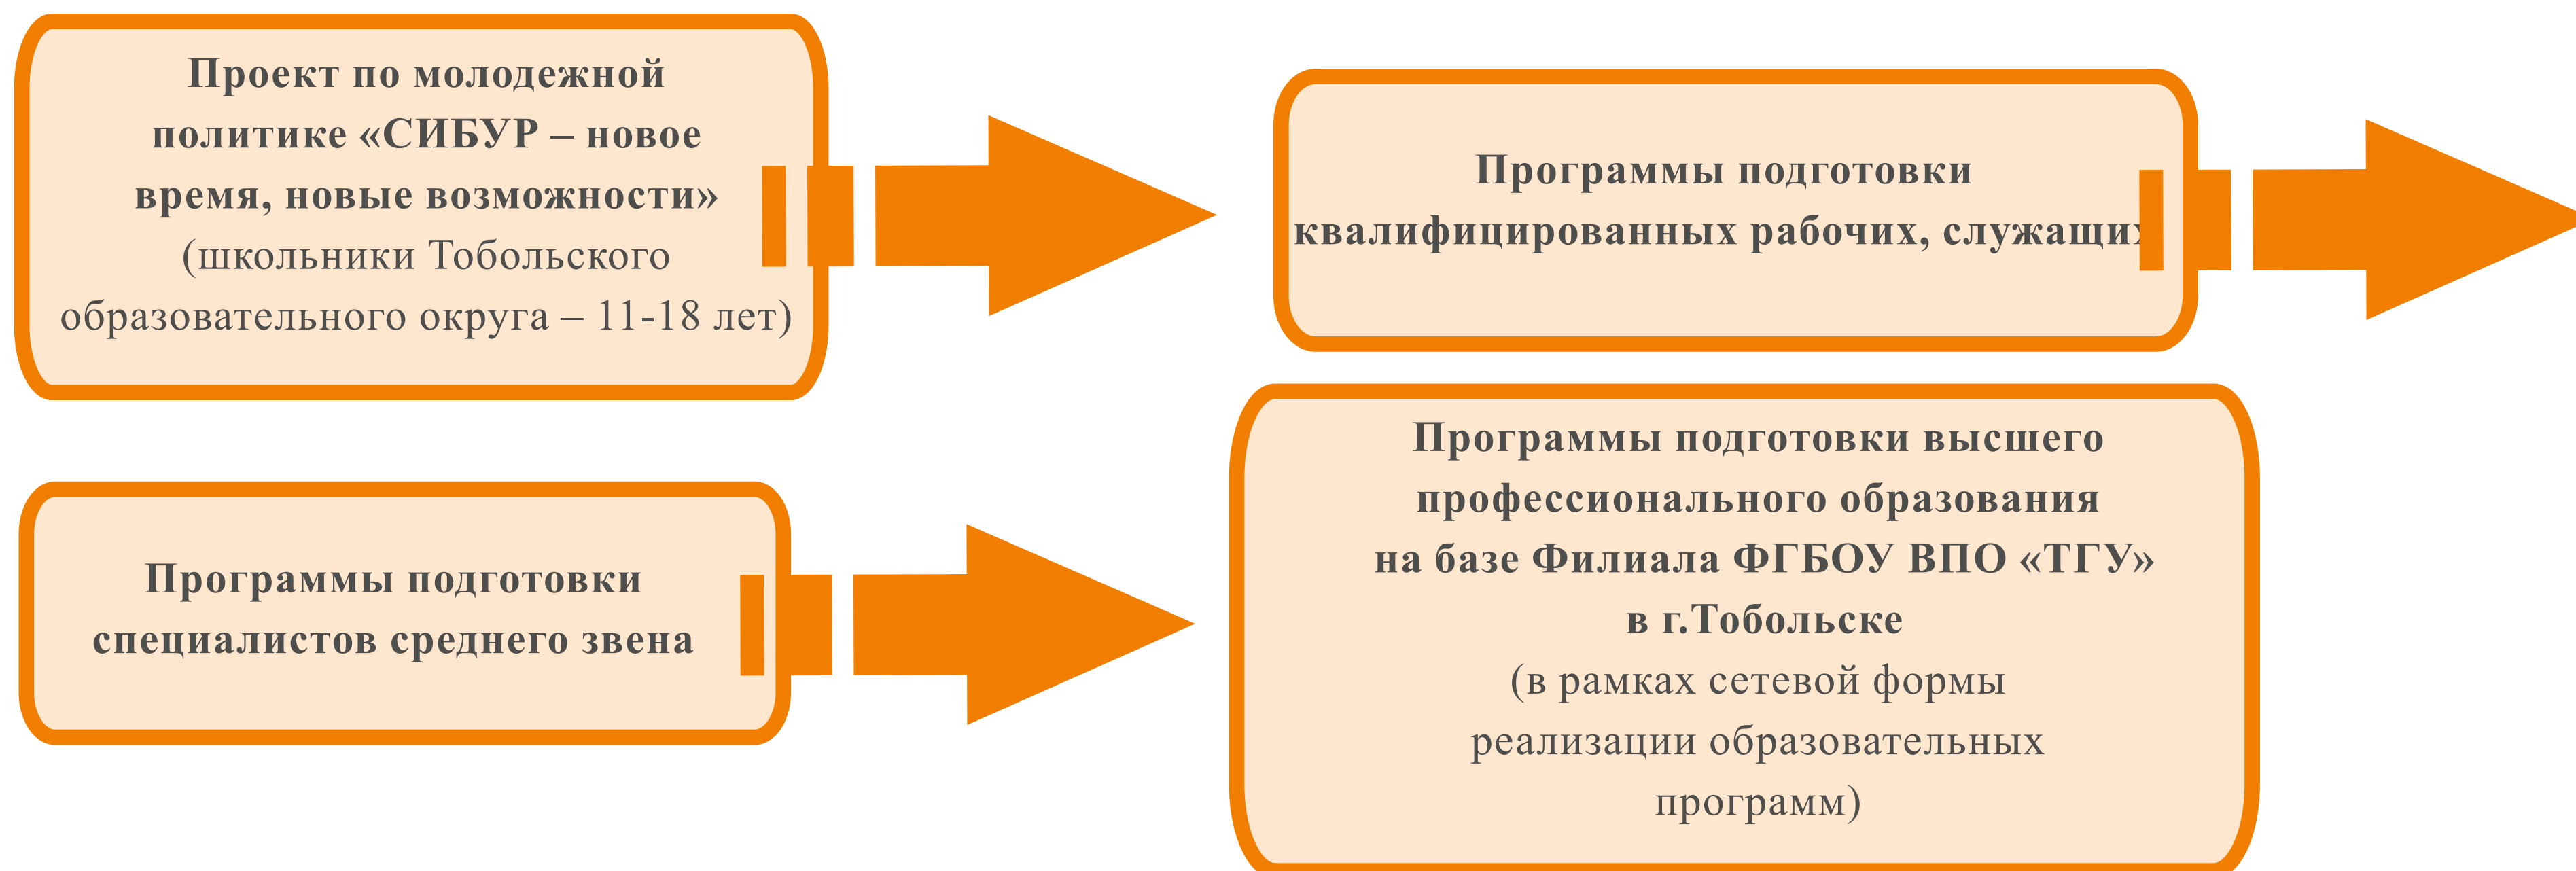 Проект по молодежной
политике «СИБУР – новое
время, новые возможности»
(школьники Тобольского
образовательного округа – 11-18 лет)
Программы подготовки
квалифицированных рабочих, служащих
Программы подготовки
специалистов среднего звена
Программы подготовки высшего
профессионального образования
на базе Филиала ФГБОУ ВПО «ТГУ»
в г.Тобольске
(в рамках сетевой формы
реализации образовательных
программ)